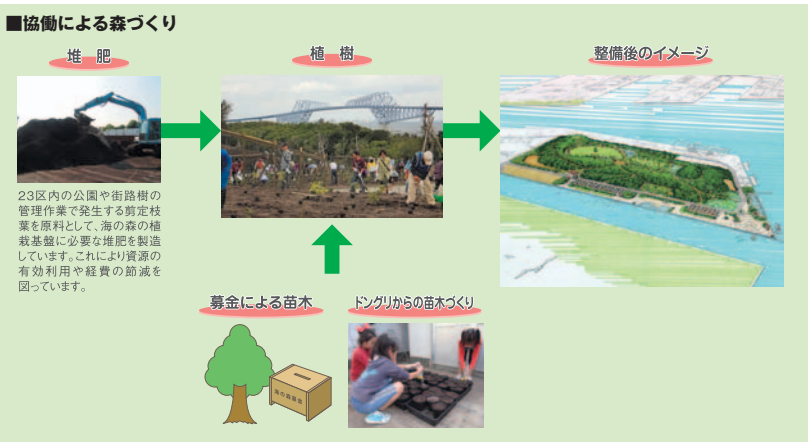 ■協働による森づくり
堆 肥
植 樹
整備後のイメージ
23区内の公園や街路樹の
管理作業で発生する剪定枝
葉を原料として、海の森の植
栽基盤に必要な堆肥を製造
しています。これにより資源の
有効利用や経費の節減を
図っています。
募金による苗木
ドングリからの苗木づくり
海の森募金